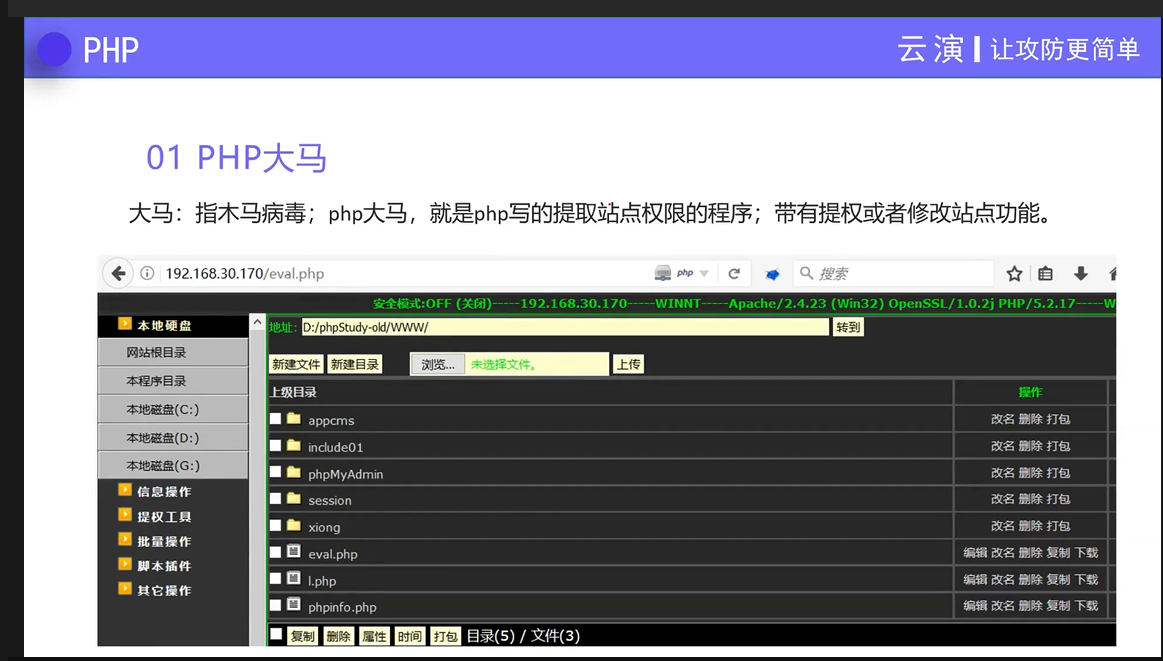 PHP
云演 | 让攻防更简单
01 PHP大马
大马：指木马病毒；php大马，就是php写的提取站点权限的程序；带有提权或者修改站点功能。
192.168.30.170/eval.php php 搜索
安全模式:OFF (关闭)-----192.168.30.170-----WINNT-----Apache/2.4.23 (Win32) OpenSSL/1.0.2j PHP/5.2.17-----W
本地硬盘
网站根目录
本程序目录
本地磁盘(C:)
本地磁盘(D:)
本地磁盘(G:)
信息操作
提权工具
批量操作
脚本插件
其它操作
地址: D:/phpStudy-old/WWW/ 转到
新建文件 新建目录 浏览... 未选择文件。 上传
上级目录 操作
appcms 改名 删除 打包
include01 改名 删除 打包
phpMyAdmin 改名 删除 打包
session 改名 删除 打包
xiong 改名 删除 打包
eval.php 编辑 改名 删除 复制 下载
l.php 编辑 改名 删除 复制 下载
phpinfo.php 编辑 改名 删除 复制 下载
复制 删除 属性 时间 打包 目录(5) / 文件(3)